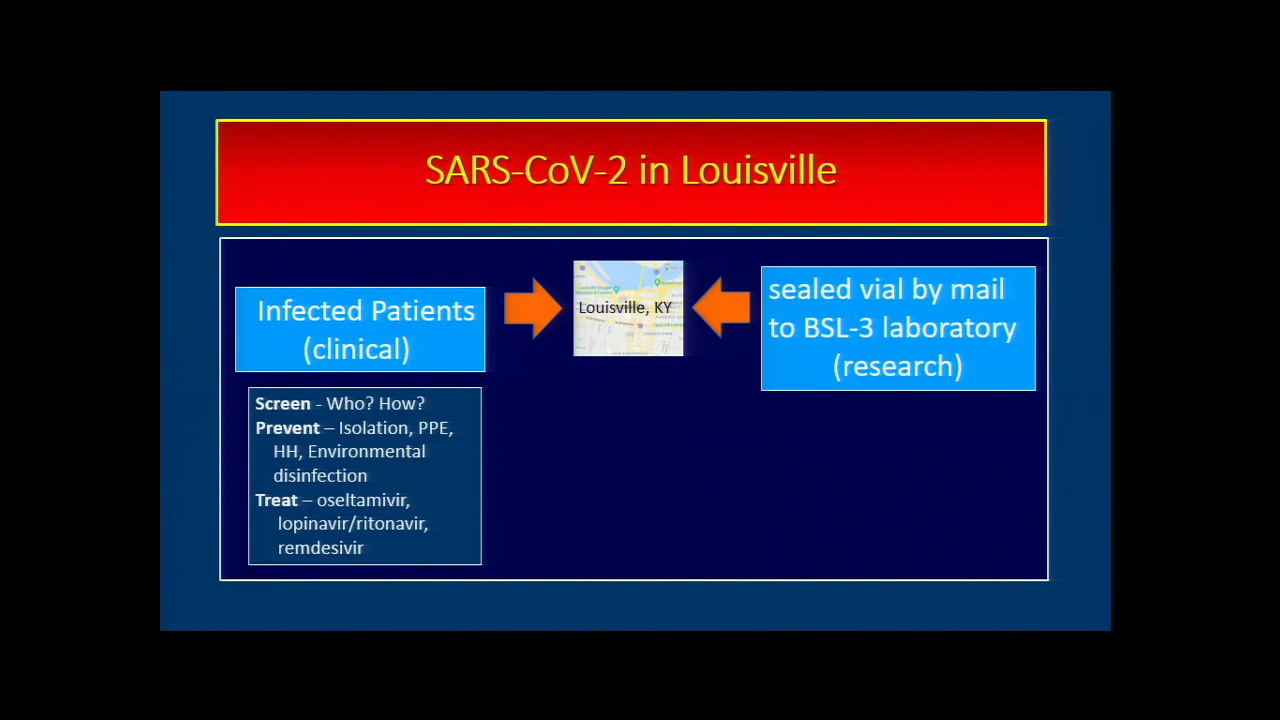 SARS-CoV-2 in Louisville
Infected Patients
(clinical)
Louisville, KY
sealed vial by mail
to BSL-3 laboratory
(research)
Screen - Who? How?
Prevent – Isolation, PPE,
HH, Environmental
disinfection
Treat – oseltamivir,
lopinavir/ritonavir,
remdesivir